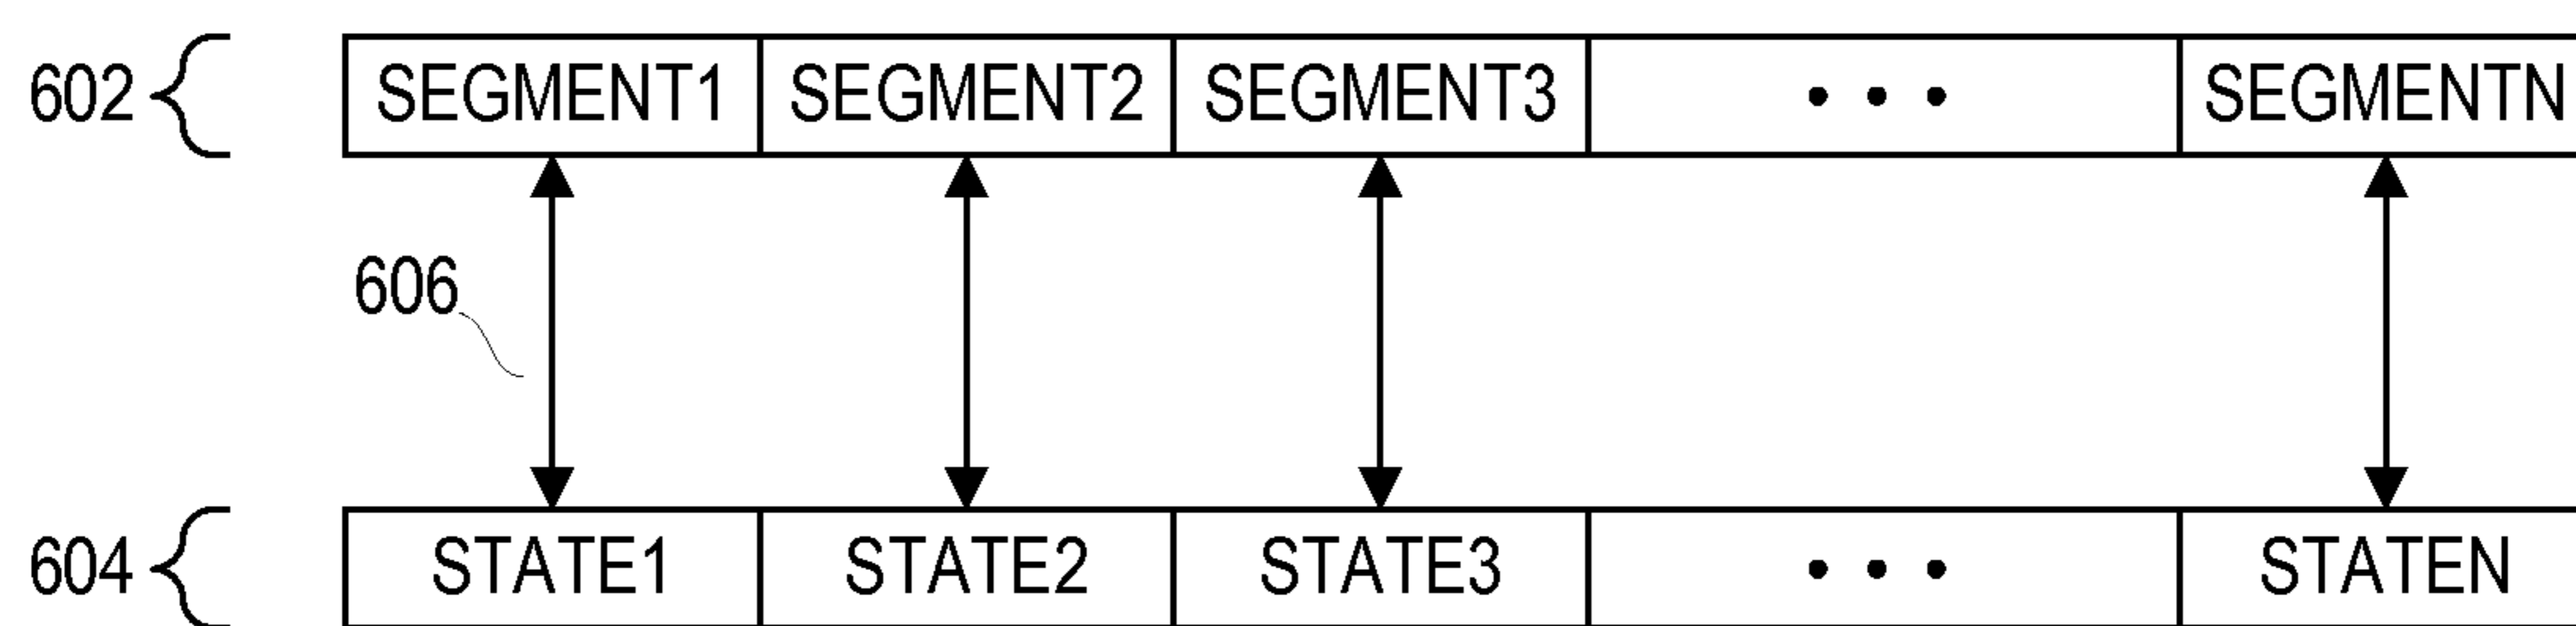 602 SEGMENT1 SEGMENT2 SEGMENT3 • • • SEGMENTN
606
604 STATE1 STATE2 STATE3 • • • STATEN